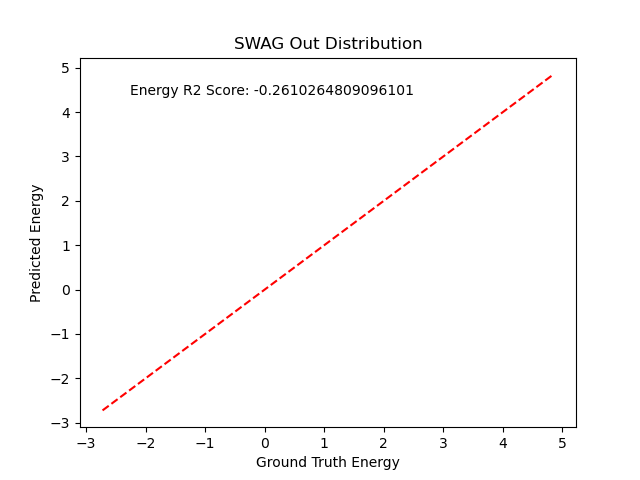 SWAG Out Distribution
Energy R2 Score: -0.2610264809096101
Predicted Energy
5
4
3
2
1
0
−1
−2
−3
−3 −2 −1 0 1 2 3 4 5
Ground Truth Energy